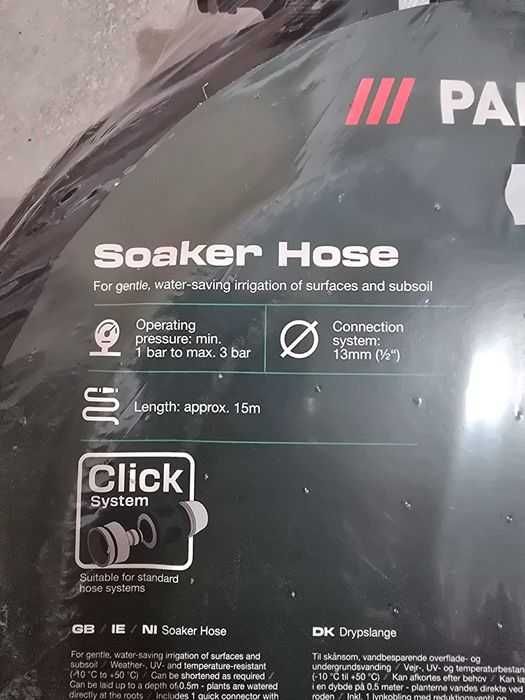 /// PA
Soaker Hose
For gentle, water-saving irrigation of surfaces and subsoil
Operating
pressure: min.
1 bar to max. 3 bar
Connection
system:
13mm (½")
Length: approx. 15m
Click
System
Suitable for standard
hose systems
GB / IE / NI Soaker Hose
For gentle, water-saving irrigation of surfaces and
subsoil / Weather-, UV- and temperature-resistant
(-10 °C to +50 °C) / Can be shortened as required /
Can be laid up to a depth of 0.5m - plants are watered
directly at the roots / Includes 1 quick connector with
DK Drypslange
Til skånsom, vandbesparende overflade- og
undergrundsvanding / Vejr-, UV- og temperaturbestan
(-10 °C til +50 °C) / Kan afkortes efter behov / Kan læ
i en dybde på 0,5 meter - planterne vandes direkte
roden / Inkl. 1 lynkobling med reduktionsventil og